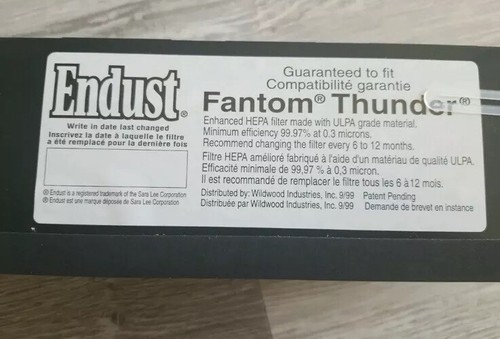 Endust®
Write in date last changed
Inscrivez la date à laquelle le filtre
a été remplacé pour la dernière fois
® Endust is a registered trademark of the Sara Lee Corporation
® Endust est une marque déposée de Sara Lee Corporation
Guaranteed to fit
Compatibilité garantie
Fantom® Thunder®
Enhanced HEPA filter made with ULPA grade material.
Minimum efficiency 99.97% at 0.3 microns.
Recommend changing the filter every 6 to 12 months.
Filtre HEPA amélioré fabriqué à l'aide d'un matériau de qualité ULPA.
Efficacité minimale de 99,97 % à 0,3 micron.
Il est recommandé de remplacer le filtre tous les 6 à 12 mois.
Distributed by: Wildwood Industries, Inc. 9/99 Patent Pending
Distribuée par: Wildwood Industries, Inc. 9/99 Demande de brevet en instance